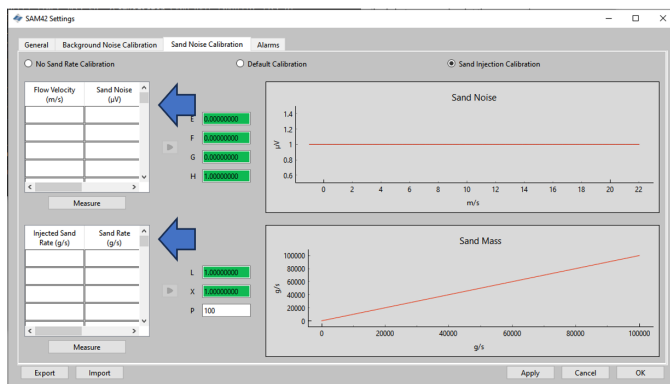 SAM42 Settings
General Background Noise Calibration Sand Noise Calibration Alarms
No Sand Rate Calibration Default Calibration Sand Injection Calibration
Flow Velocity (m/s) Sand Noise (µV)
E 0.00000000
F 0.00000000
G 0.00000000
H 1.00000000
Measure
Sand Noise
µV
1.4
1.2
1
0.8
0.6
0 2 4 6 8 10 12 14 16 18 20 22
m/s
Injected Sand Rate (g/s) Sand Rate (g/s)
L 1.00000000
X 1.00000000
P 100
Measure
Sand Mass
g/s
100000
80000
60000
40000
20000
0
0 20000 40000 60000 80000 100000
g/s
Export Import Apply Cancel OK